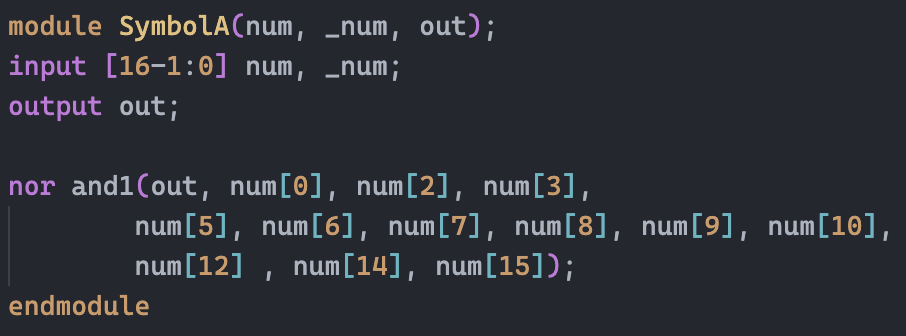 module SymbolA(num, _num, out);
input [16-1:0] num, _num;
output out;

nor and1(out, num[0], num[2], num[3],
        num[5], num[6], num[7], num[8], num[9], num[10],
        num[12] , num[14], num[15]);
endmodule